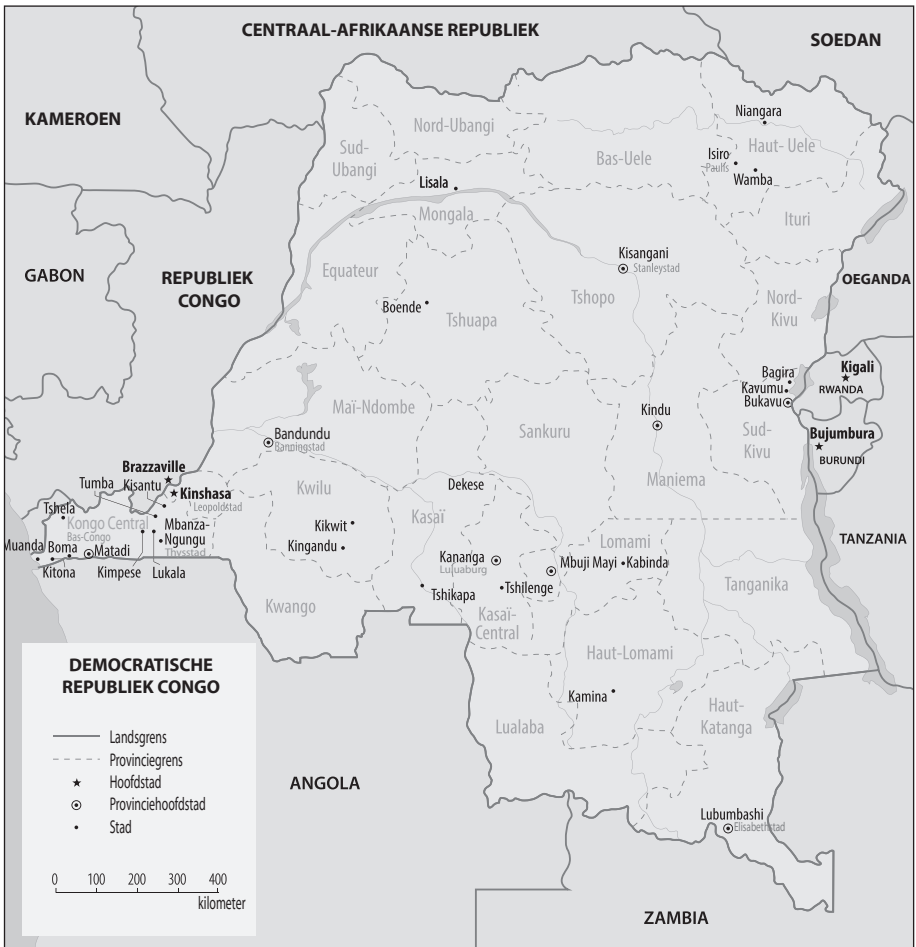 CENTRAAL-AFRIKAANSE REPUBLIEK
SOEDAN
KAMEROEN
Niangara
Nord-Ubangi
Haut- Uele
Sud-
Ubangi
Bas-Uele
Isiro
Paulis
Wamba
Lisala
Mongala
Ituri
Kisangani
Stanleystad
GABON
REPUBLIEK
CONGO
Equateur
OEGANDA
Tshopo
Nord-
Kivu
Boende
Tshuapa
Bagira
Kigali
Kavumu
RWANDA
Bukavu
Maï-Ndombe
Kindu
Sankuru
Sud-
Kivu
Bandundu
Banningstad
Bujumbura
BURUNDI
Brazzaville
Tumba
Kisantu
Kinshasa
Leopoldstad
Kwilu
Dekese
Maniema
Tshela
Kongo Central
Bas-Congo
Mbanza-
Ngungu
Thysstad
Kasaï
Kikwit
Kingandu
Lomami
TANZANIA
Muanda
Boma
Matadi
Kananga
Luluaburg
Mbuji Mayi
Kabinda
Kitona
Kimpese
Lukala
Tshikapa
Tshilenge
Tanganika
Kwango
Kasaï-
Central
Haut-Lomami
Kamina
Lualaba
Haut-
Katanga
ANGOLA
Lubumbashi
Elisabethstad
ZAMBIA
DEMOCRATISCHE
REPUBLIEK CONGO
Landsgrens
Provinciegrens
Hoofdstad
Provinciehoofdstad
Stad
0 100 200 300 400
kilometer